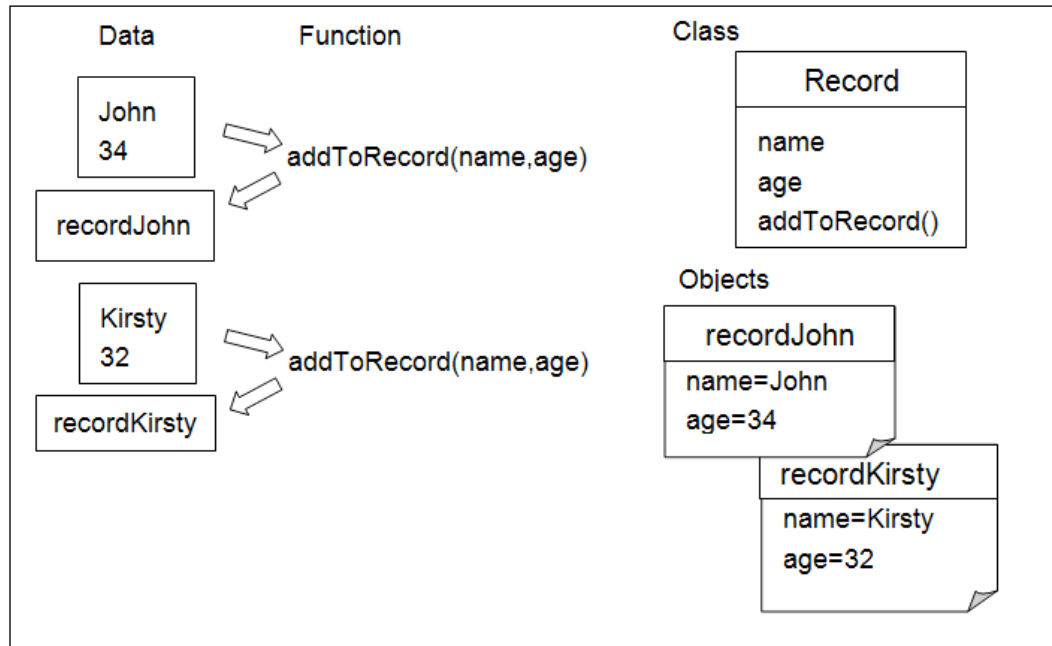 Data
Function
John
34
addToRecord(name,age)
recordJohn
Kirsty
32
addToRecord(name,age)
recordKirsty
Class
Record
name
age
addToRecord()
Objects
recordJohn
name=John
age=34
recordKirsty
name=Kirsty
age=32